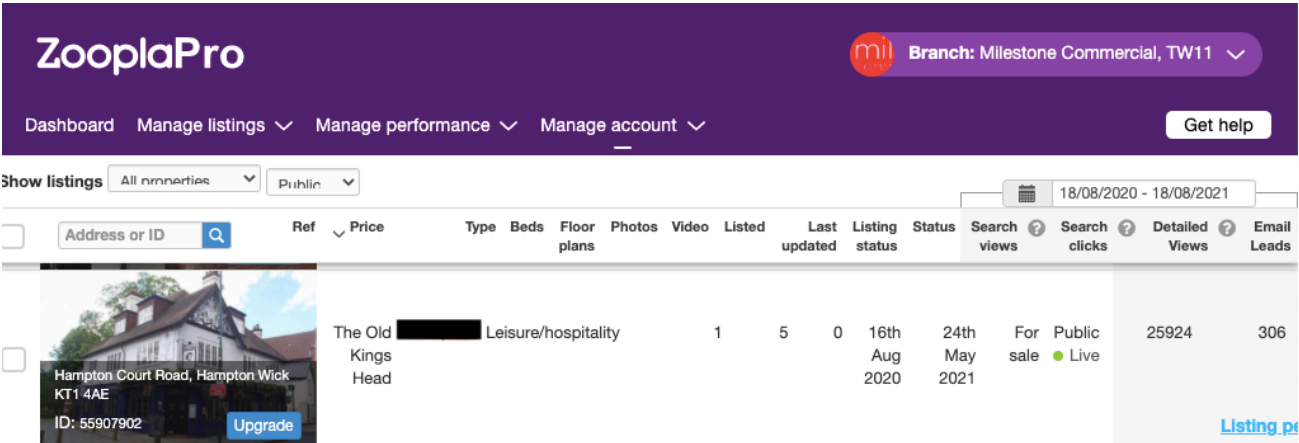 ZooplaPro
mil
Branch: Milestone Commercial, TW11
Dashboard Manage listings Manage performance Manage account
Get help
Show listings All properties Public
18/08/2020 - 18/08/2021
Address or ID
Ref Price Type Beds Floor plans Photos Video Listed Last updated Listing status Status Search views ? Search clicks ? Detailed Views ? Email Leads
The Old Leisure/hospitality 1 5 0 16th 24th For Public 25924 306
Kings Aug May sale Live
Head 2020 2021
Hampton Court Road, Hampton Wick
KT1 4AE
ID: 55907902
Upgrade
Listing pe